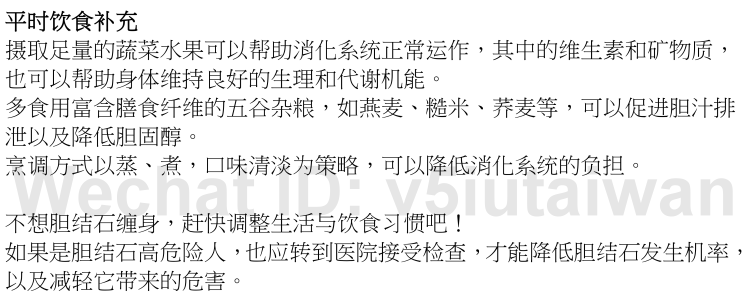 平时饮食补充
摄取足量的蔬菜水果可以帮助消化系统正常运作，其中的维生素和矿物质，
也可以帮助身体维持良好的生理和代谢机能。
多食用富含膳食纤维的五谷杂粮，如燕麦、糙米、荞麦等，可以促进胆汁排
泄以及降低胆固醇。
烹调方式以蒸、煮，口味清淡为策略，可以降低消化系统的负担。
Wechat ID: v5iutaiwan
不想胆结石缠身，赶快调整生活与饮食习惯吧！
如果是胆结石高危险人，也应转到医院接受检查，才能降低胆结石发生机率，
以及减轻它带来的危害。